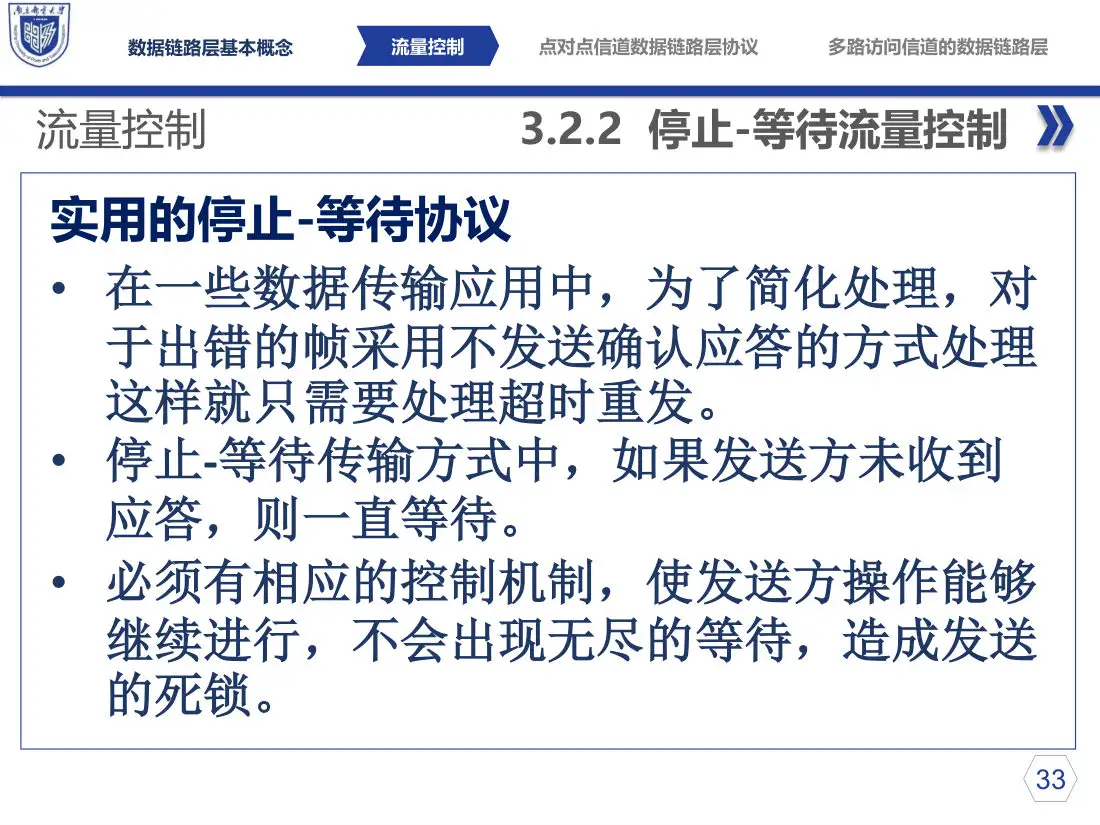 数据链路层基本概念
流量控制
点对点信道数据链路层协议
多路访问信道的数据链路层
流量控制
3.2.2 停止-等待流量控制
实用的停止-等待协议
• 在一些数据传输应用中，为了简化处理，对
于出错的帧采用不发送确认应答的方式处理
这样就只需要处理超时重发。
• 停止-等待传输方式中，如果发送方未收到
应答，则一直等待。
• 必须有相应的控制机制，使发送方操作能够
继续进行，不会出现无尽的等待，造成发送
的死锁。
33